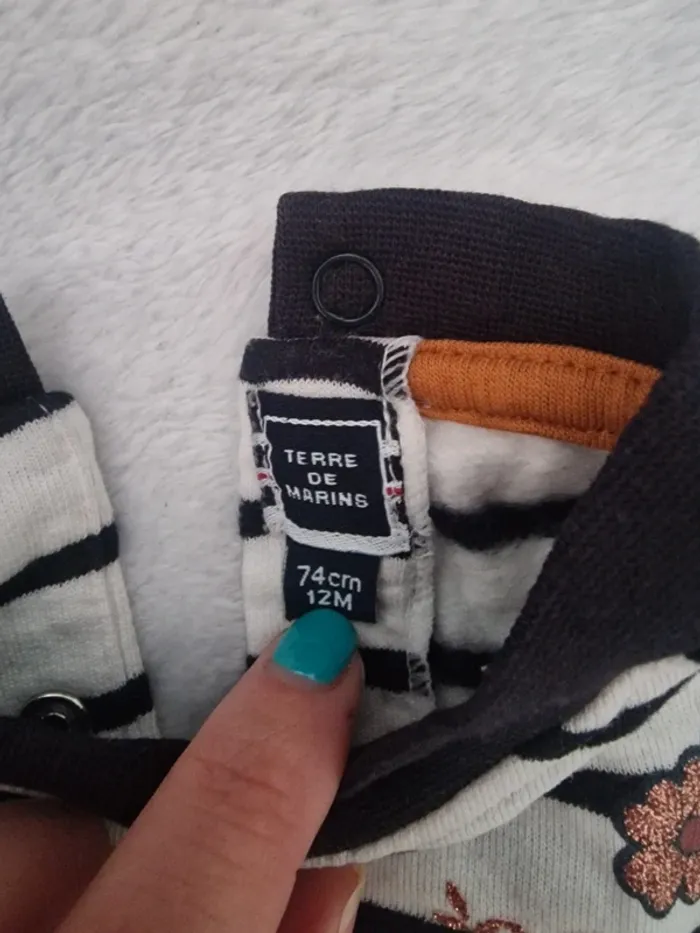 TERRE
DE
MARINS
74cm
12M